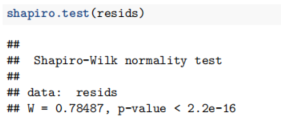 shapiro.test(resids)
##
## Shapiro-Wilk normality test
##
## data: resids
## W = 0.78487, p-value < 2.2e-16